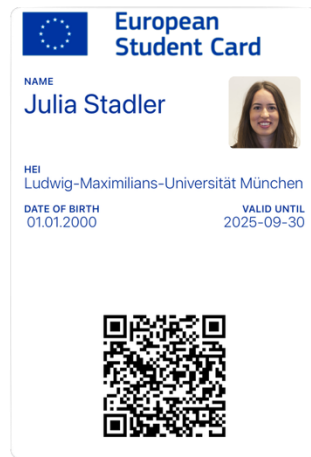 European
Student Card
NAME
Julia Stadler
HEI
Ludwig-Maximilians-Universität München
DATE OF BIRTH
VALID UNTIL
01.01.2000
2025-09-30